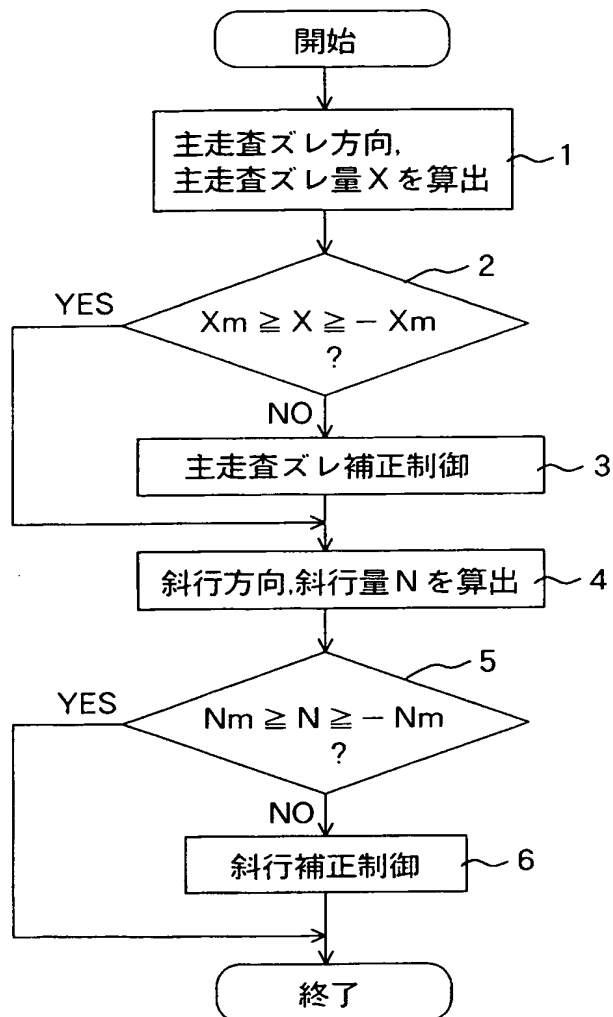 開始
主走査ズレ方向,
主走査ズレ量Xを算出
1
2
YES
Xm ≧ X ≧ − Xm
?
NO
主走査ズレ補正制御
3
斜行方向,斜行量Nを算出
4
5
YES
Nm ≧ N ≧ − Nm
?
NO
斜行補正制御
6
終了